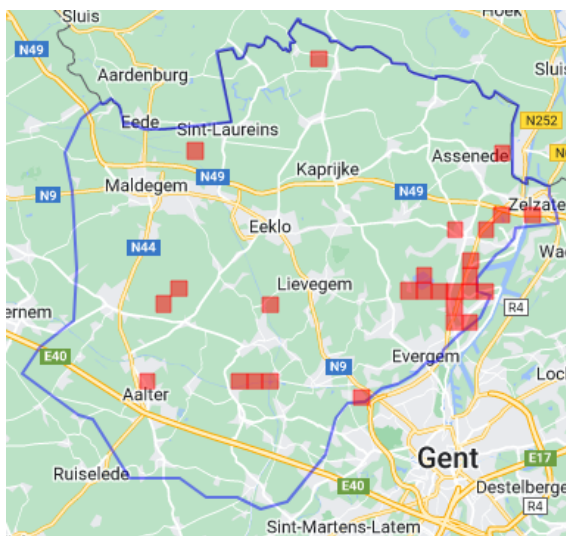 Sluis
Hoek
N49
Aardenburg
Sluis
Eede
Sint-Laureins
N252
Assenede
Kaprijke
N49
Maldegem
N9
N49
Zelzate
Eeklo
N44
Lievegem
R4
E40
Evergem
N9
Aalter
Gent
E17
Ruiselede
E40
Destelberge
R4
Sint-Martens-Latem